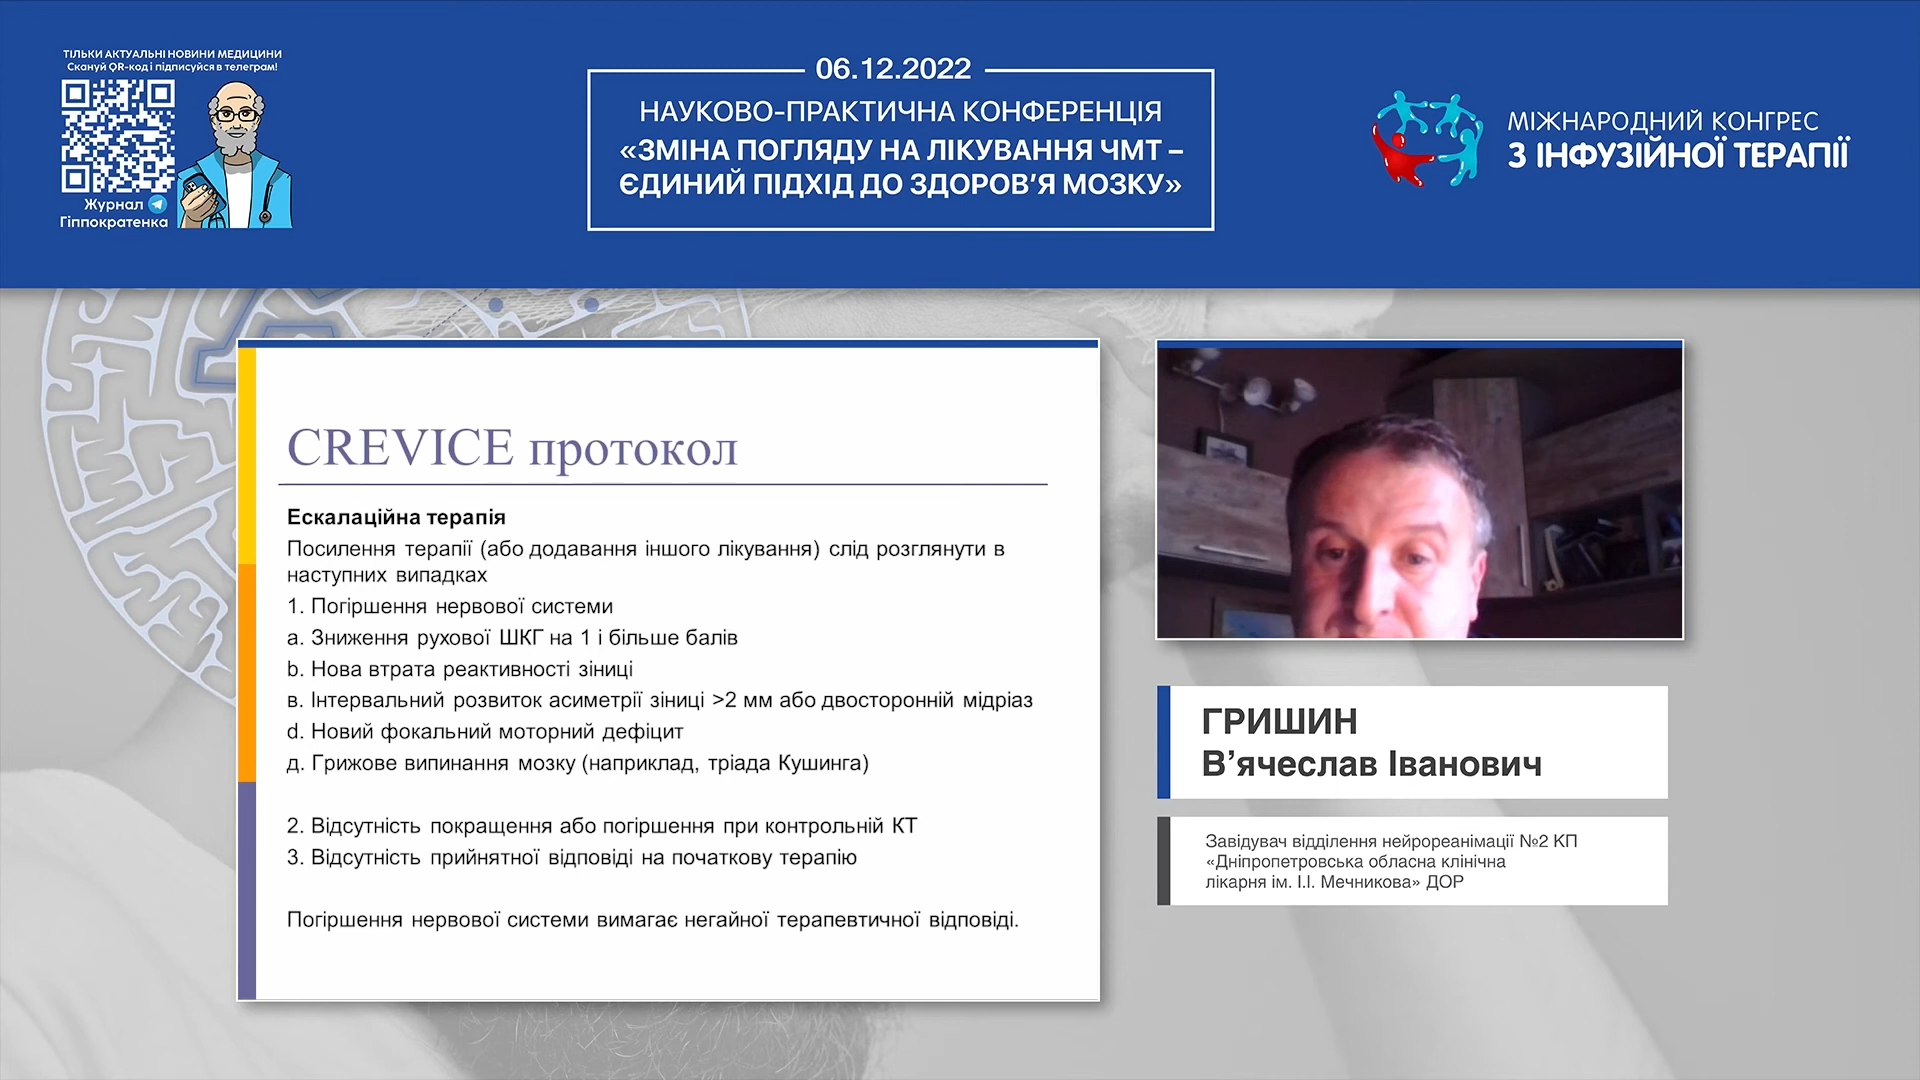 ТІЛЬКИ АКТУАЛЬНІ НОВИНИ МЕДИЦИНИ
Скануй QR-код і підписуйся в телеграм!
Журнал
Гіппократенка
06.12.2022
НАУКОВО-ПРАКТИЧНА КОНФЕРЕНЦІЯ
«ЗМІНА ПОГЛЯДУ НА ЛІКУВАННЯ ЧМТ –
ЄДИНИЙ ПІДХІД ДО ЗДОРОВ’Я МОЗКУ»
МІЖНАРОДНИЙ КОНГРЕС
З ІНФУЗІЙНОЇ ТЕРАПІЇ
CREVICE протокол
Ескалаційна терапія
Посилення терапії (або додавання іншого лікування) слід розглянути в
наступних випадках
1. Погіршення нервової системи
а. Зниження рухової ШКГ на 1 і більше балів
b. Нова втрата реактивності зіниці
в. Інтервальний розвиток асиметрії зіниці >2 мм або двосторонній мідріаз
d. Новий фокальний моторний дефіцит
д. Грижове випинання мозку (наприклад, тріада Кушинга)
2. Відсутність покращення або погіршення при контрольній КТ
3. Відсутність прийнятної відповіді на початкову терапію
Погіршення нервової системи вимагає негайної терапевтичної відповіді.
ГРИШИН
В’ячеслав Іванович
Завідувач відділення нейрореанімації №2 КП
«Дніпропетровська обласна клінічна
лікарня ім. І.І. Мечникова» ДОР